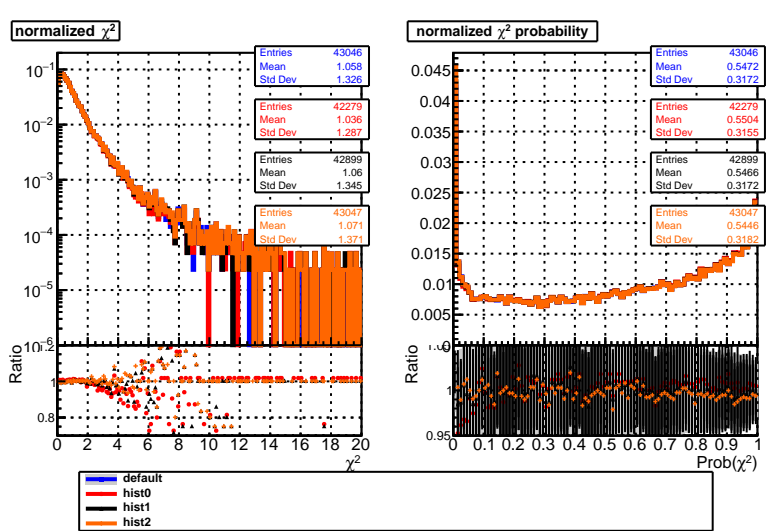 normalized χ²
Entries 43046
Mean 1.058
Std Dev 1.326
Entries 42279
Mean 1.036
Std Dev 1.287
Entries 42899
Mean 1.06
Std Dev 1.345
Entries 43047
Mean 1.071
Std Dev 1.371
10⁻¹
10⁻²
10⁻³
10⁻⁴
10⁻⁵
Ratio
1
0.8
0 2 4 6 8 10 12 14 16 18 20
χ²
normalized χ² probability
Entries 43046
Mean 0.5472
Std Dev 0.3172
Entries 42279
Mean 0.5504
Std Dev 0.3155
Entries 42899
Mean 0.5466
Std Dev 0.3172
Entries 43047
Mean 0.5446
Std Dev 0.3182
0.045
0.04
0.035
0.03
0.025
0.02
0.015
0.01
0.005
Ratio
1
0.95
0 0.1 0.2 0.3 0.4 0.5 0.6 0.7 0.8 0.9 1
Prob(χ²)
default
hist0
hist1
hist2